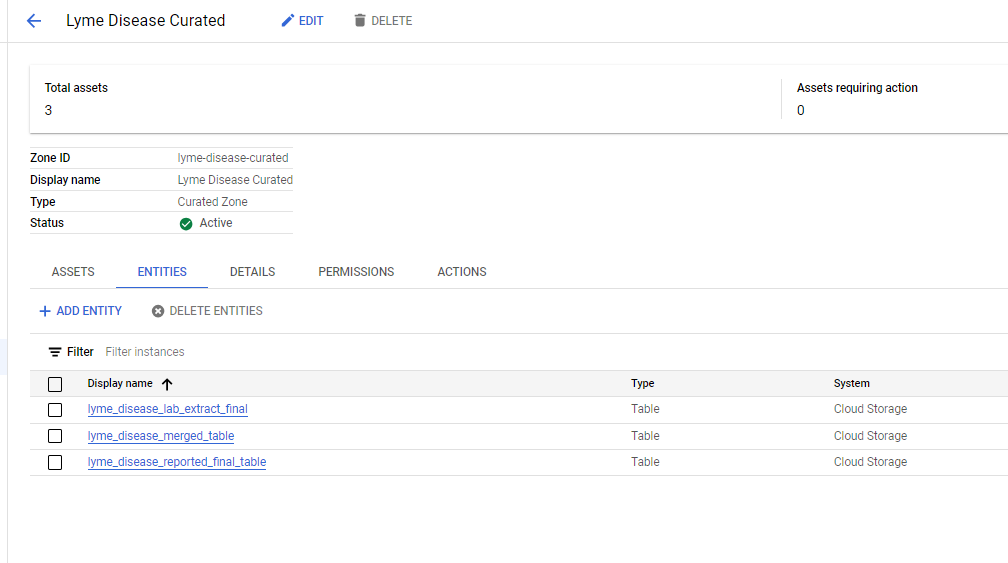 Lyme Disease Curated EDIT DELETE
Total assets Assets requiring action
3 0
Zone ID lyme-disease-curated
Display name Lyme Disease Curated
Type Curated Zone
Status Active
ASSETS ENTITIES DETAILS PERMISSIONS ACTIONS
ADD ENTITY DELETE ENTITIES
Filter Filter instances
Display name Type System
lyme_disease_lab_extract_final Table Cloud Storage
lyme_disease_merged_table Table Cloud Storage
lyme_disease_reported_final_table Table Cloud Storage